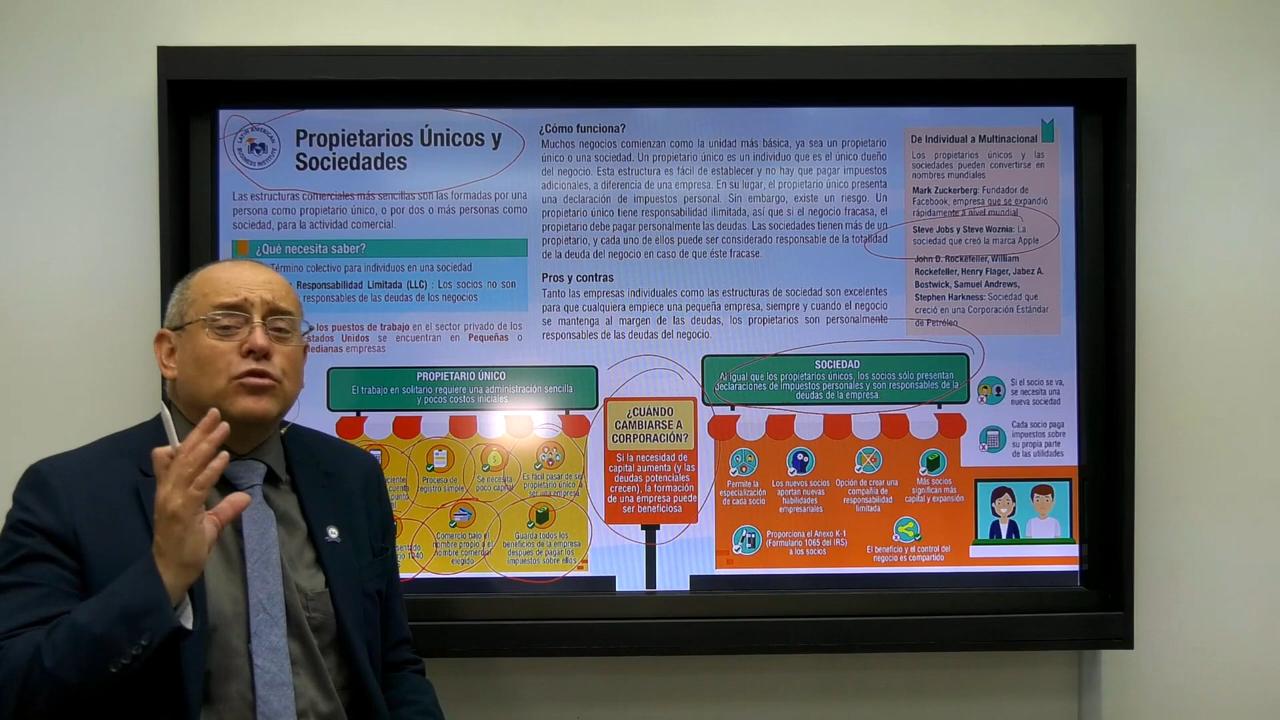 LATIN AMERICAN
BUSINESS INSTITUTE
Propietarios Únicos y
Sociedades
Las estructuras comerciales más sencillas son las formadas por una
persona como propietario único, o por dos o más personas como
sociedad, para la actividad comercial.
¿Qué necesita saber?
Término colectivo para individuos en una sociedad
Responsabilidad Limitada (LLC) : Los socios no son
responsables de las deudas de los negocios
los puestos de trabajo en el sector privado de los
stados Unidos se encuentran en Pequeñas o
edianas empresas
¿Cómo funciona?
Muchos negocios comienzan como la unidad más básica, ya sea un propietario
único o una sociedad. Un propietario único es un individuo que es el único dueño
del negocio. Esta estructura es fácil de establecer y no hay que pagar impuestos
adicionales, a diferencia de una empresa. En su lugar, el propietario único presenta
una declaración de impuestos personal. Sin embargo, existe un riesgo. Un
propietario único tiene responsabilidad ilimitada, así que si el negocio fracasa, el
propietario debe pagar personalmente las deudas. Las sociedades tienen más de un
propietario, y cada uno de ellos puede ser considerado responsable de la totalidad
de la deuda del negocio en caso de que éste fracase.
Pros y contras
Tanto las empresas individuales como las estructuras de sociedad son excelentes
para que cualquiera empiece una pequeña empresa, siempre y cuando el negocio
se mantenga al margen de las deudas, los propietarios son personalmente
responsables de las deudas del negocio.
De Individual a Multinacional
Los propietarios únicos y las
sociedades pueden convertirse en
nombres mundiales
Mark Zuckerberg: Fundador de
Facebook, empresa que se expandió
rápidamente a nivel mundial
Steve Jobs y Steve Woznia: La
sociedad que creó la marca Apple
John D. Rockefeller, William
Rockefeller, Henry Flager, Jabez A.
Bostwick, Samuel Andrews,
Stephen Harkness: Sociedad que
creció en una Corporación Estándar
de Petróleo
PROPIETARIO ÚNICO
El trabajo en solitario requiere una administración sencilla
y pocos costos iniciales
Proceso de
registro simple
Se necesita
poco capital
Es fácil pasar de ser
propietario único a
ser una empresa
Comercio bajo el
nombre propio o el
nombre comercial
elegido
Guarda todos los
beneficios de la empresa
después de pagar los
impuestos sobre ellos
¿CUÁNDO
CAMBIARSE A
CORPORACIÓN?
Si la necesidad de
capital aumenta (y las
deudas potenciales
crecen), la formación
de una empresa puede
ser beneficiosa
SOCIEDAD
Al igual que los propietarios únicos, los socios sólo presentan
declaraciones de impuestos personales y son responsables de las
deudas de la empresa.
Permite la
especialización
de cada socio
Los nuevos socios
aportan nuevas
habilidades
empresariales
Opción de crear una
compañía de
responsabilidad
limitada
Más socios
significan más
capital y expansión
Proporciona el Anexo K-1
(Formulario 1065 del IRS)
a los socios
El beneficio y el control del
negocio es compartido
Si el socio se va,
se necesita una
nueva sociedad
Cada socio paga
impuestos sobre
su propia parte
de las utilidades